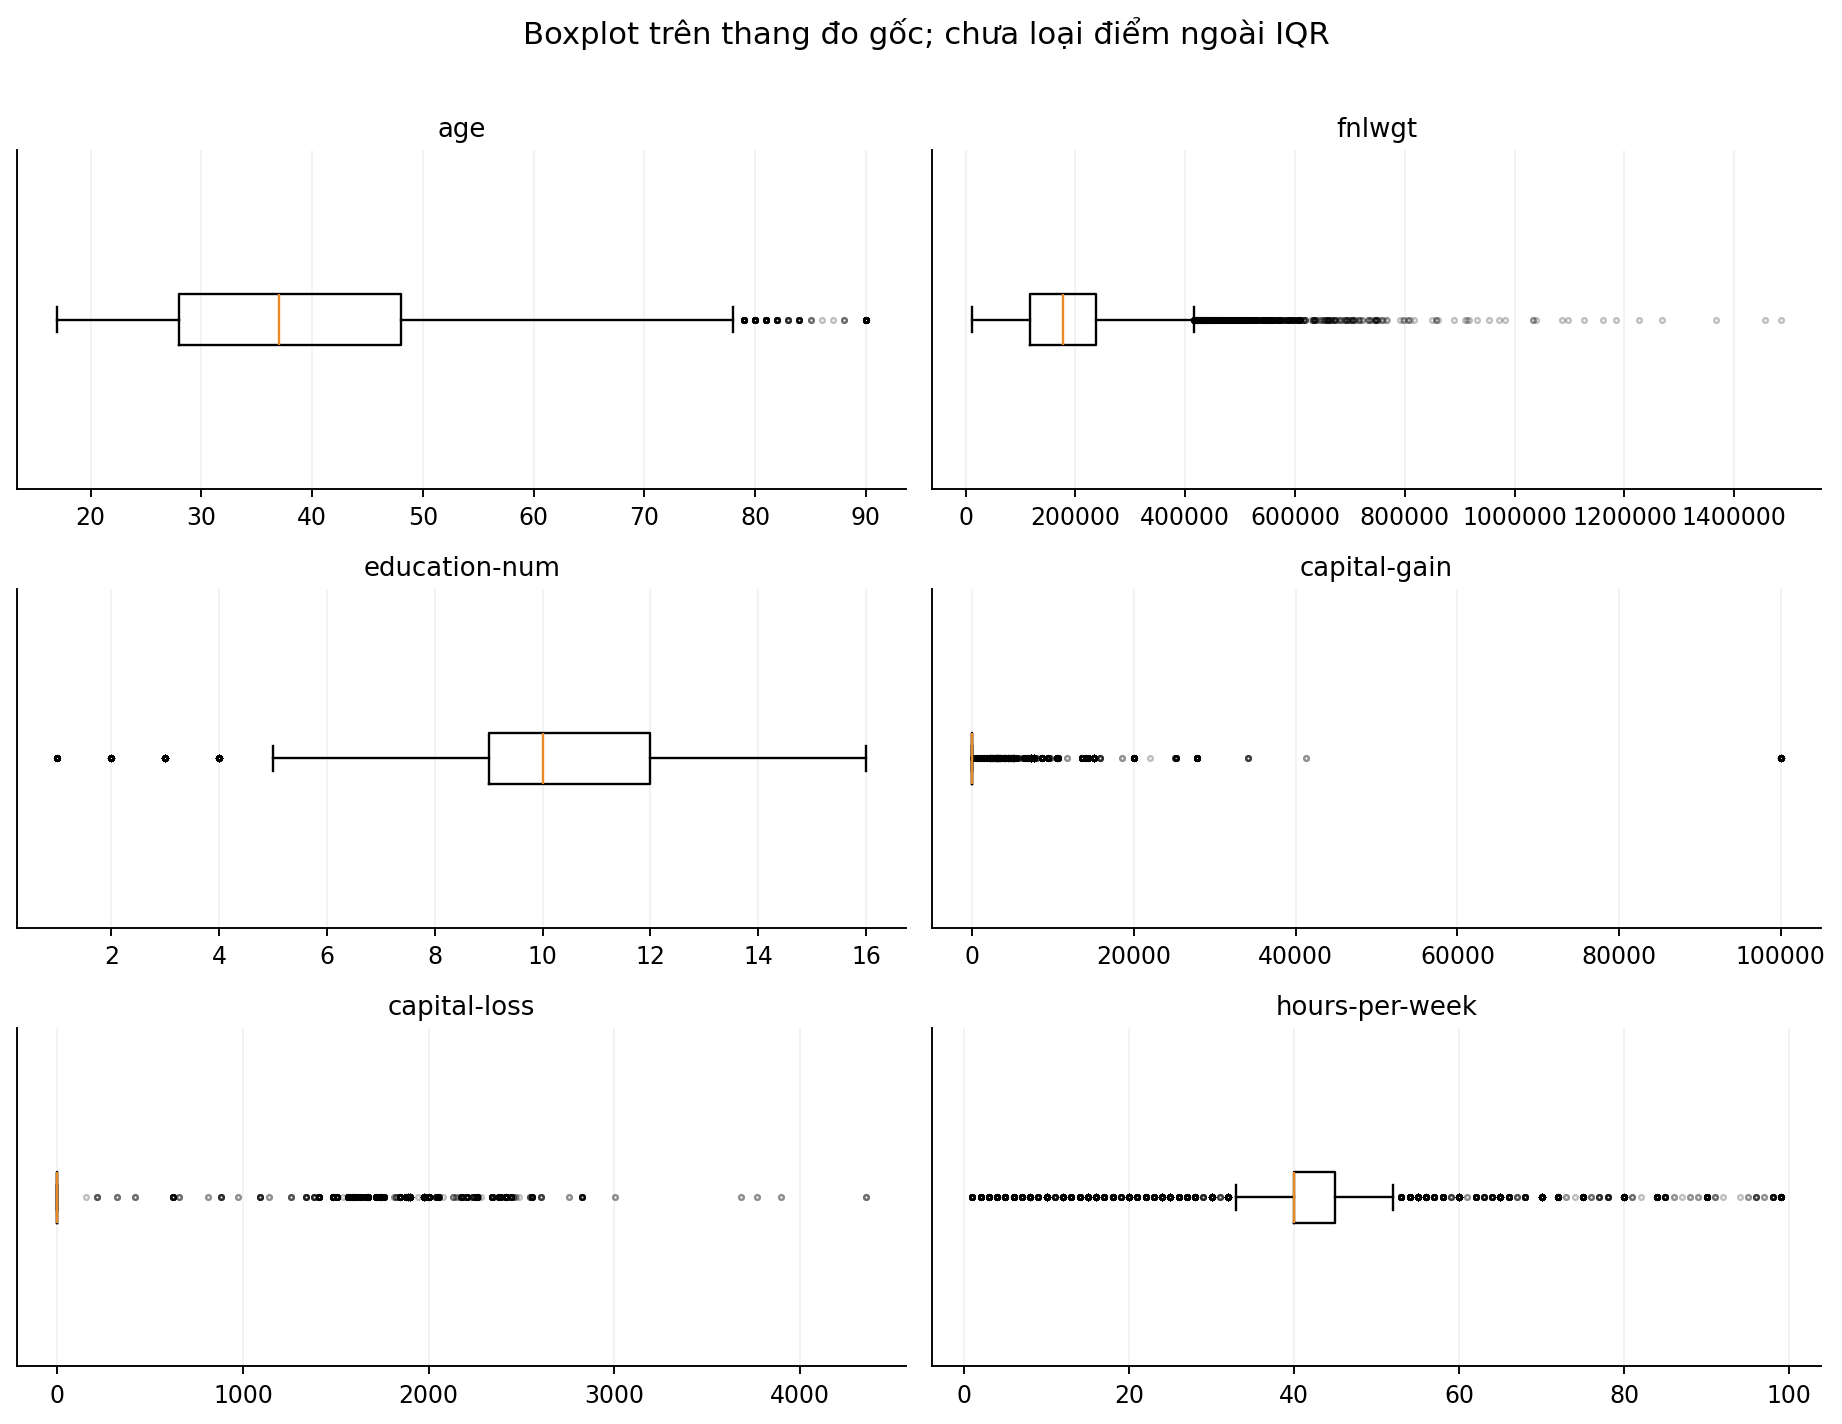 Boxplot trên thang đo gốc; chưa loại điểm ngoài IQR
age
20 30 40 50 60 70 80 90
fnlwgt
0 200000 400000 600000 800000 1000000 1200000 1400000
education-num
2 4 6 8 10 12 14 16
capital-gain
0 20000 40000 60000 80000 100000
capital-loss
0 1000 2000 3000 4000
hours-per-week
0 20 40 60 80 100